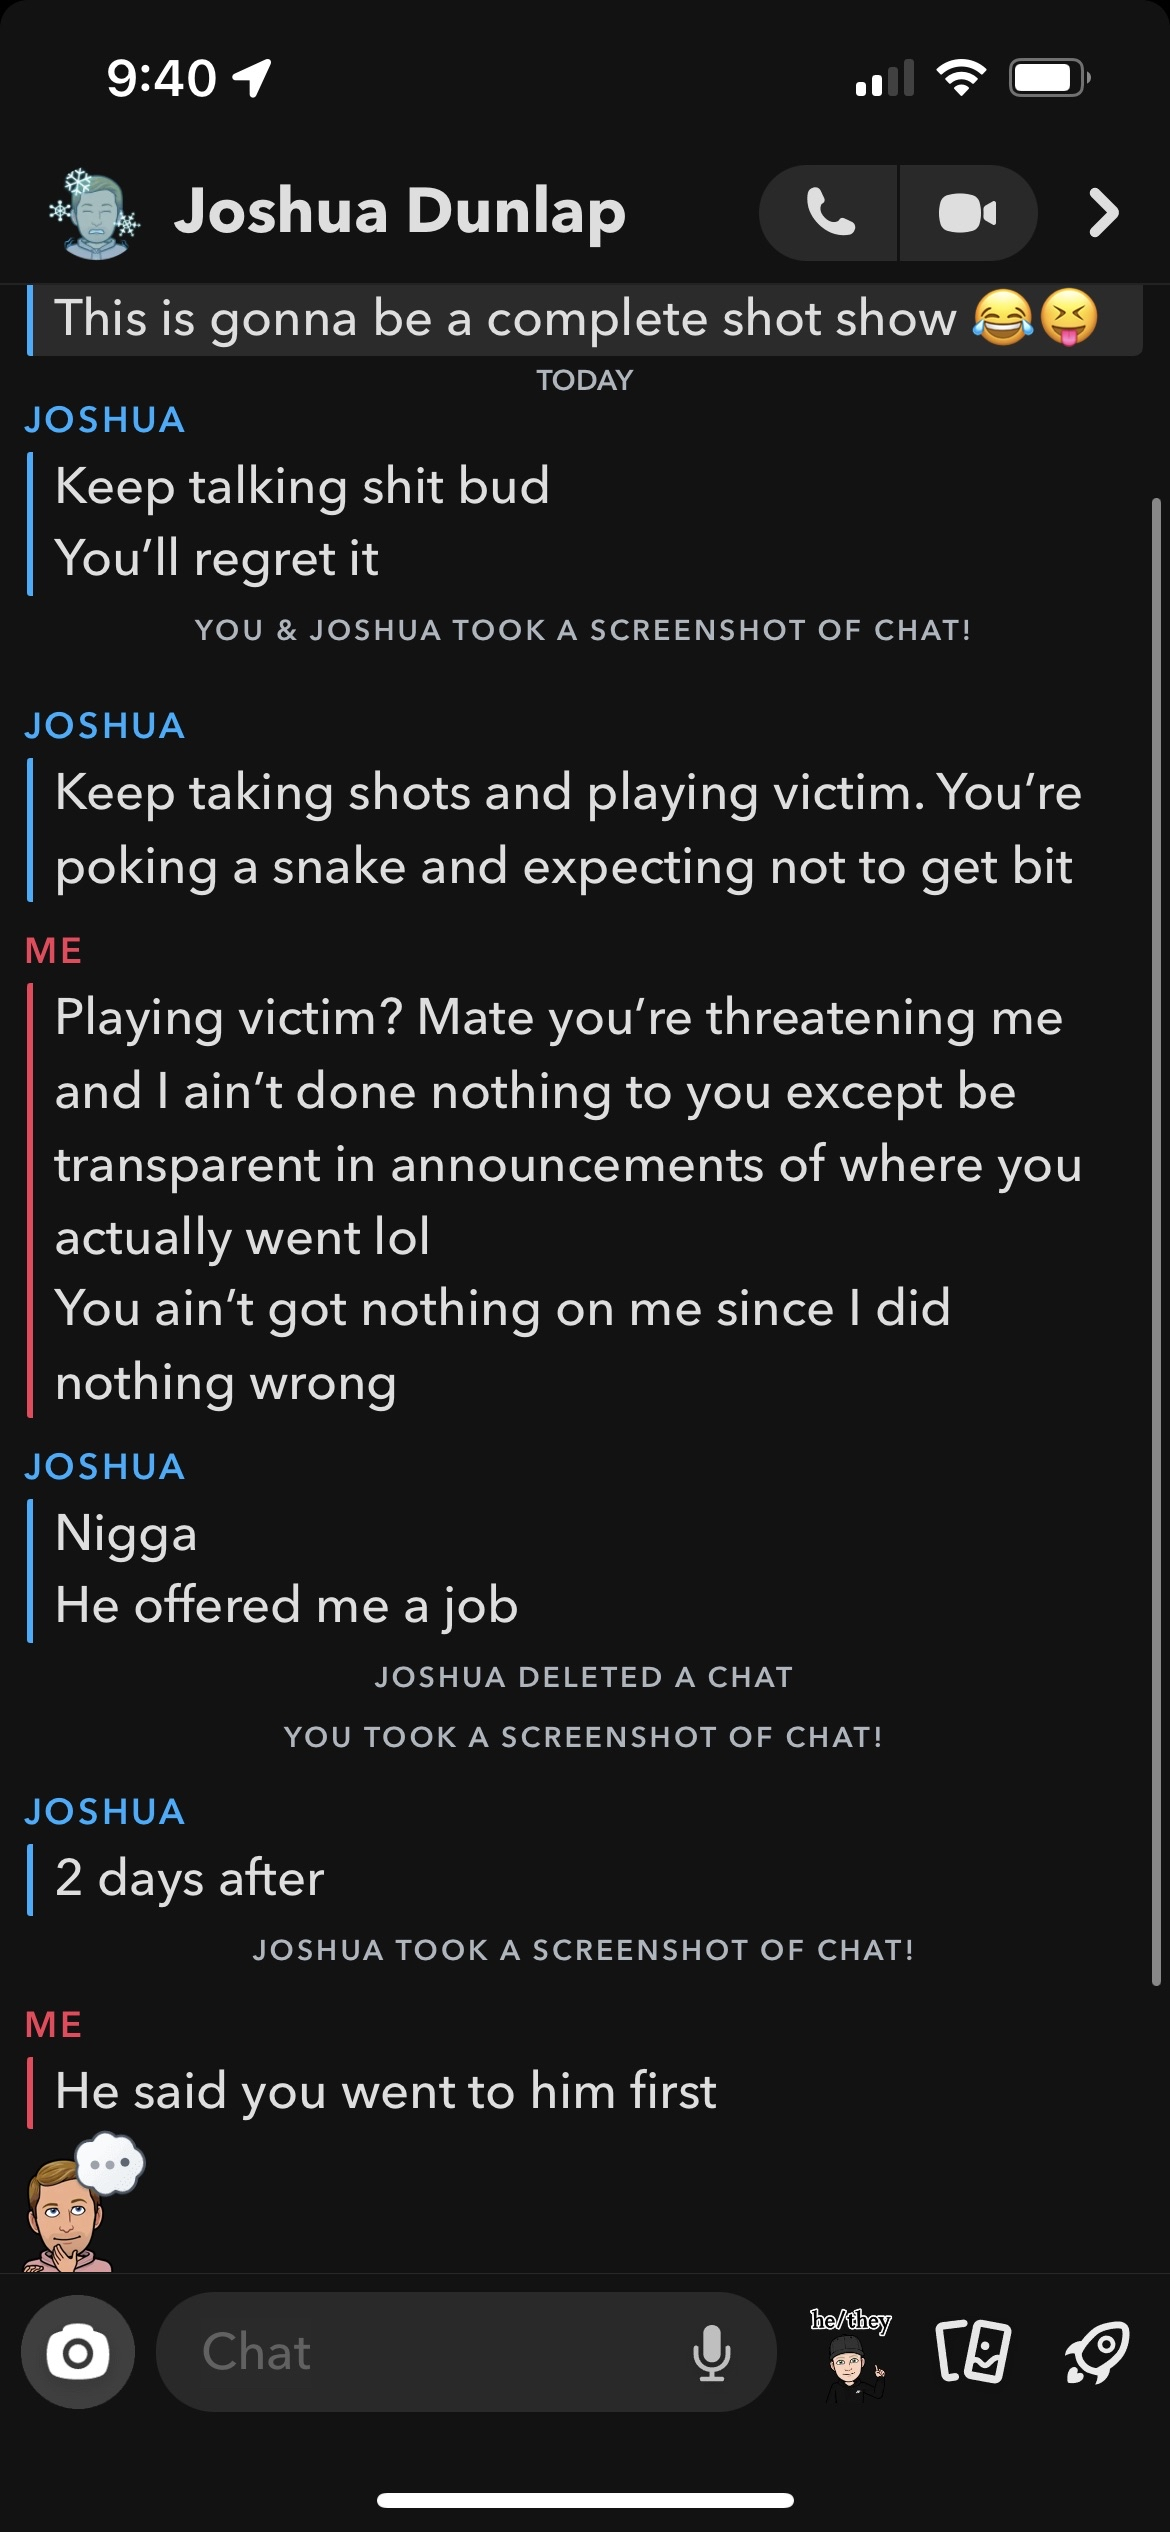 9:40
Joshua Dunlap
This is gonna be a complete shot show 😂😝
TODAY
JOSHUA
Keep talking shit bud
You’ll regret it
YOU & JOSHUA TOOK A SCREENSHOT OF CHAT!
JOSHUA
Keep taking shots and playing victim. You’re
poking a snake and expecting not to get bit
ME
Playing victim? Mate you’re threatening me
and I ain’t done nothing to you except be
transparent in announcements of where you
actually went lol
You ain’t got nothing on me since I did
nothing wrong
JOSHUA
Nigga
He offered me a job
JOSHUA DELETED A CHAT
YOU TOOK A SCREENSHOT OF CHAT!
JOSHUA
2 days after
JOSHUA TOOK A SCREENSHOT OF CHAT!
ME
He said you went to him first
Chat
he/they